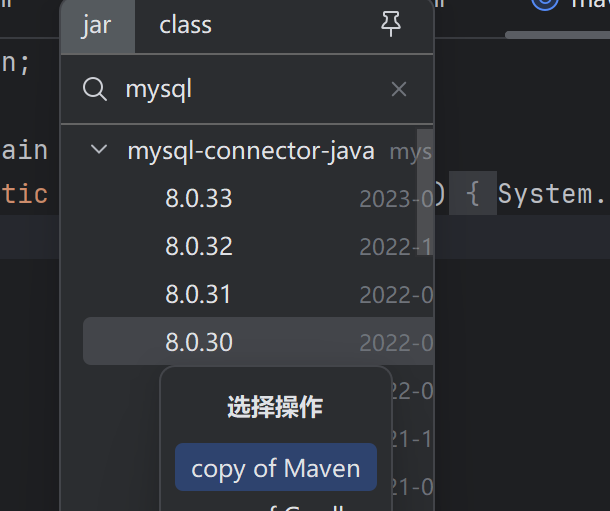 jar class
mysql
n;
mysql-connector-java mys
ain
8.0.33 2023-0
tic ) { System.
8.0.32 2022-1
8.0.31 2022-0
8.0.30 2022-0
22-0
选择操作
21-1
copy of Maven
21-0